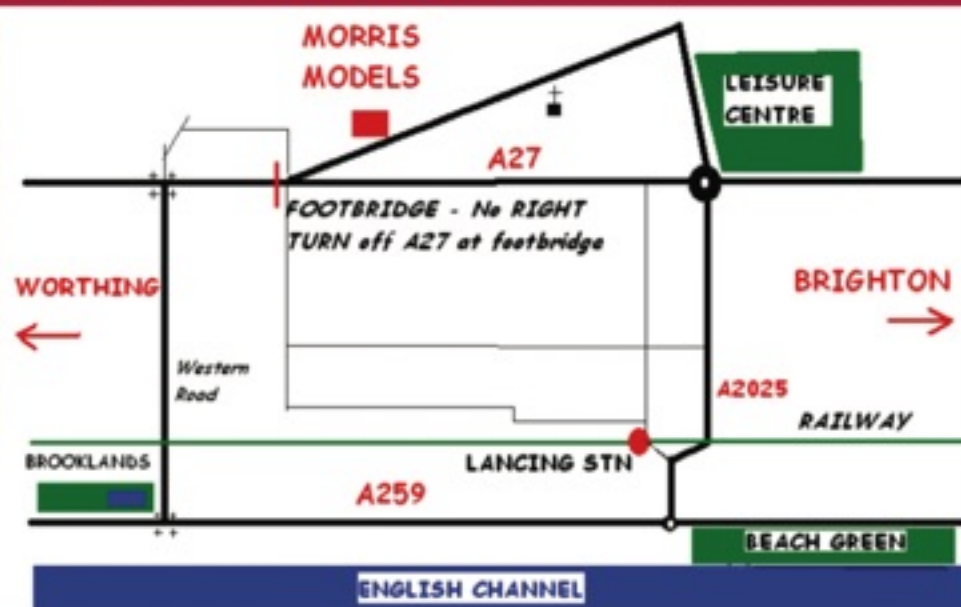 MORRIS
MODELS
LEISURE
CENTRE
A27
FOOTBRIDGE - No RIGHT
TURN off A27 at footbridge
WORTHING
BRIGHTON
Western
Road
A2025
RAILWAY
BROOKLANDS
LANCING STN
A259
BEACH GREEN
ENGLISH CHANNEL